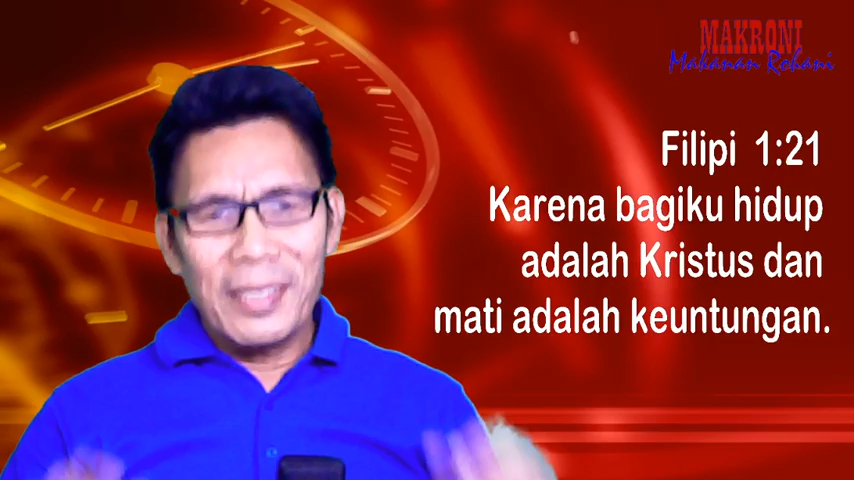 MAKRONI
Makanan Rohani
Filipi 1:21
Karena bagiku hidup
adalah Kristus dan
mati adalah keuntungan.